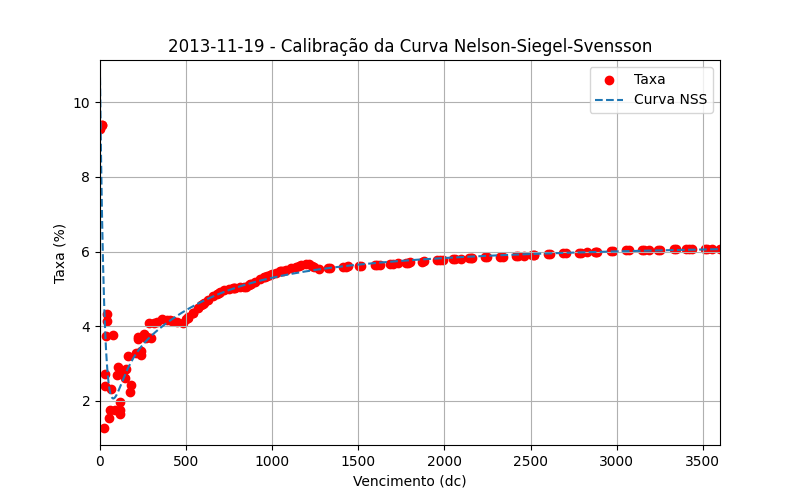 2013-11-19 - Calibração da Curva Nelson-Siegel-Svensson
Taxa
Curva NSS
Taxa (%)
10
8
6
4
2
0
500
1000
1500
2000
2500
3000
3500
Vencimento (dc)